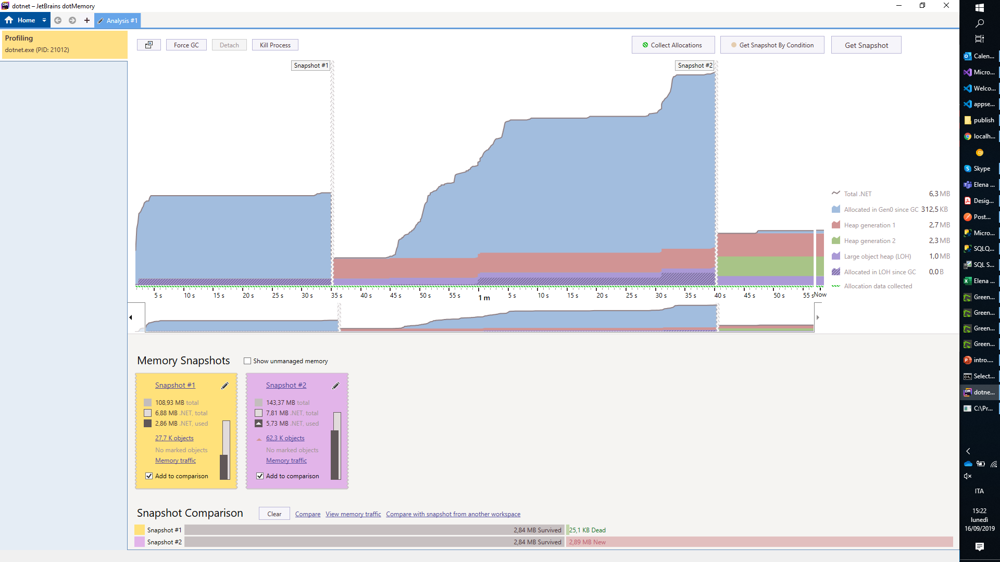 dotnet – JetBrains dotMemory
Home
Analysis #1
Profiling
dotnet.exe (PID: 21012)
Force GC
Detach
Kill Process
Collect Allocations
Get Snapshot By Condition
Get Snapshot
Snapshot #1
Snapshot #2
Total .NET 6,3 MB
Allocated in Gen0 since GC 312,5 KB
Heap generation 1 2,7 MB
Heap generation 2 2,3 MB
Large object heap (LOH) 1,0 MB
Allocated in LOH since GC 0,0 B
Allocation data collected
5 s 10 s 15 s 20 s 25 s 30 s 35 s 40 s 45 s 50 s 55 s 1 m 5 s 10 s 15 s 20 s 25 s 30 s 35 s 40 s 45 s 50 s 55 s Now
Memory Snapshots
Show unmanaged memory
Snapshot #1
108,93 MB total
6,88 MB .NET, total
2,86 MB .NET, used
27,7 K objects
No marked objects
Memory traffic
Add to comparison
Snapshot #2
143,37 MB total
7,81 MB .NET, total
5,73 MB .NET, used
62,3 K objects
No marked objects
Memory traffic
Add to comparison
Snapshot Comparison
Clear
Compare
View memory traffic
Compare with snapshot from another workspace
Snapshot #1 2,84 MB Survived 25,1 KB Dead
Snapshot #2 2,84 MB Survived 2,89 MB New
Calen...
Micro...
Welco...
appse...
publish
localh...
Skype
Elena ...
Desig...
Post...
Micro...
SQLQ...
SQL S...
Elena ...
Green...
Green...
Green...
Green...
intro....
Select...
dotne...
C:\Pr...
ITA
15:22
lunedì
16/09/2019